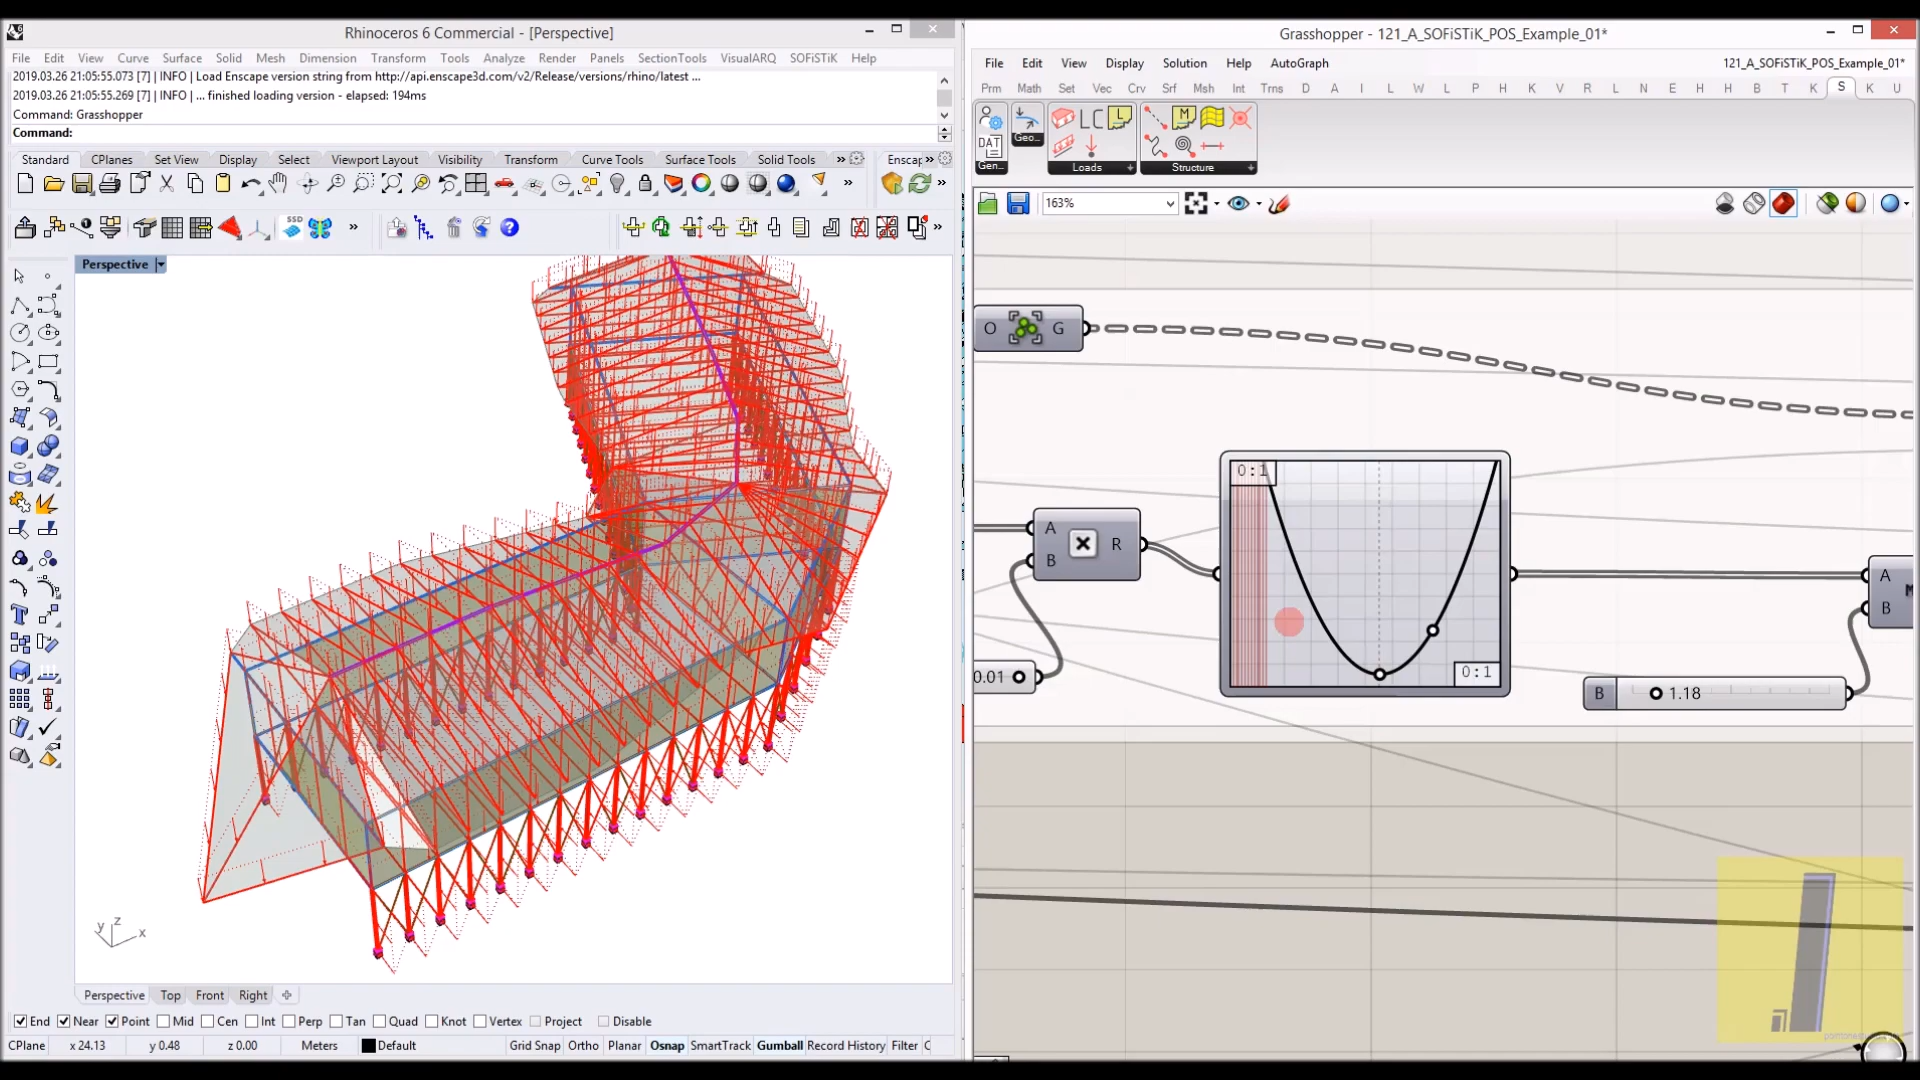 Rhinoceros 6 Commercial - [Perspective]
File Edit View Curve Surface Solid Mesh Dimension Transform Tools Analyze Render Panels SectionTools VisualARQ SOFiSTiK Help
2019.03.26 21:05:55.073 [7] | INFO | Load Enscape version string from http://api.enscape3d.com/v2/Release/versions/rhino/latest ...
2019.03.26 21:05:55.269 [7] | INFO | ... finished loading version - elapsed: 194ms
Command: Grasshopper
Command:
Standard CPlanes Set View Display Select Viewport Layout Visibility Transform Curve Tools Surface Tools Solid Tools » Enscap »
SSD
Perspective
z
y
x
Perspective Top Front Right
End Near Point Mid Cen Int Perp Tan Quad Knot Vertex Project Disable
CPlane x 24.13 y 0.48 z 0.00 Meters Default Grid Snap Ortho Planar Osnap SmartTrack Gumball Record History Filter C
Grasshopper - 121_A_SOFiSTiK_POS_Example_01*
File Edit View Display Solution Help AutoGraph 121_A_SOFiSTiK_POS_Example_01*
Prm Math Set Vec Crv Srf Msh Int Trns D A I L W L P H K V R L N E H H B T K S K U
DAT LC L M
Gen... Geo... Loads Structure
163%
O G
0:1
A
B
R
0:1
0.01
B 1.18
A
B